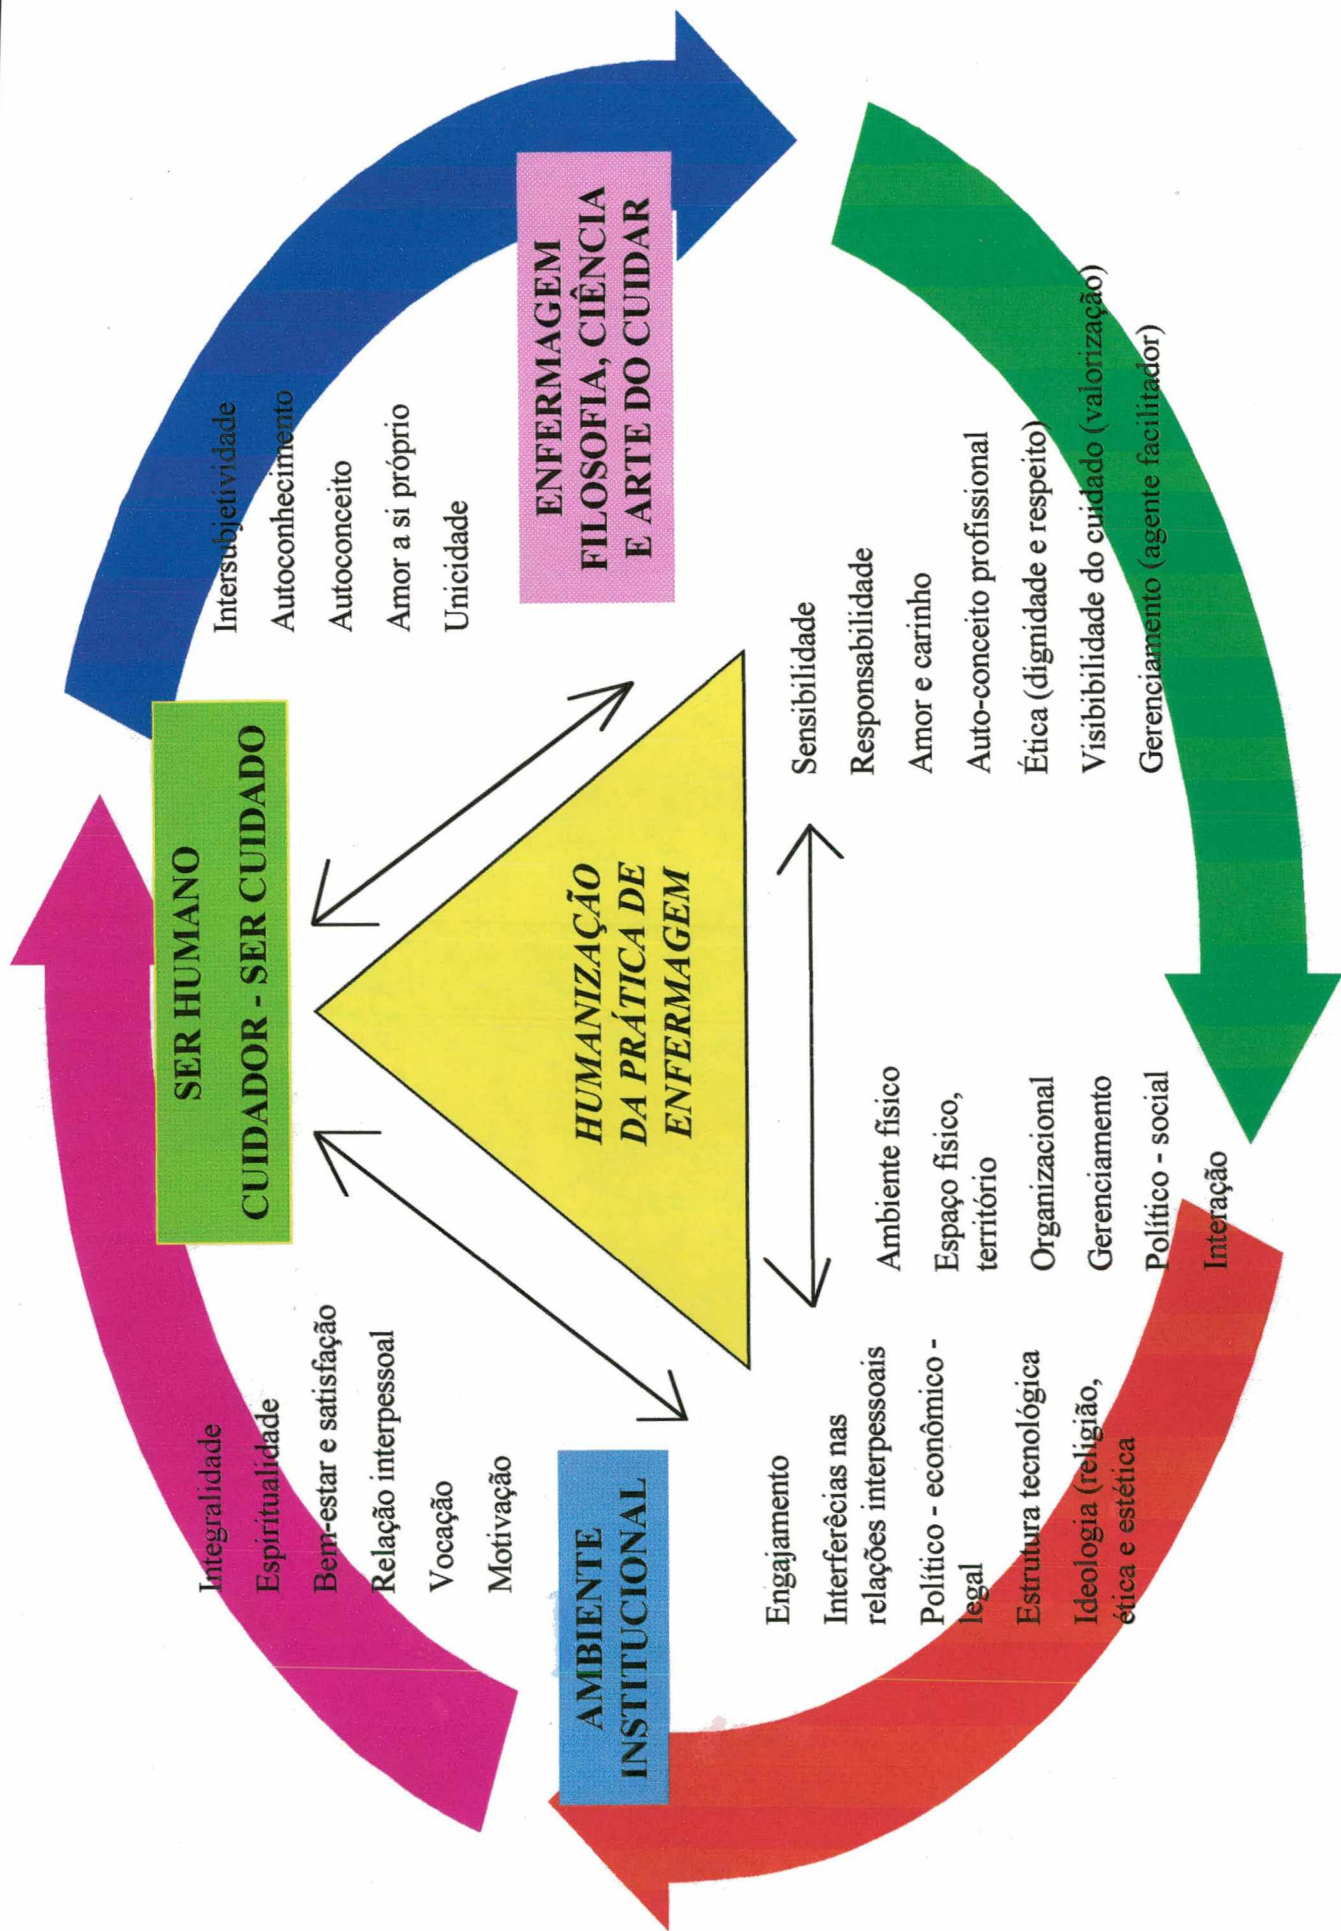 SER HUMANO
CUIDADOR - SER CUIDADO
Integralidade
Espiritualidade
Bem-estar e satisfação
Relação interpessoal
Vocação
Motivação
Intersubjetividade
Autoconhecimento
Autoconceito
Amor a si próprio
Unicidade
AMBIENTE
INSTITUCIONAL
HUMANIZAÇÃO
DA PRÁTICA DE
ENFERMAGEM
ENFERMAGEM
FILOSOFIA, CIÊNCIA
E ARTE DO CUIDAR
Engajamento
Interferêcias nas
relações interpessoais
Político - econômico -
legal
Estrutura tecnológica
Ideologia (religião,
ética e estética
Ambiente físico
Espaço físico,
território
Organizacional
Gerenciamento
Político - social
Interação
Sensibilidade
Responsabilidade
Amor e carinho
Auto-conceito profissional
Ética (dignidade e respeito)
Visibibilidade do cuidado (valorização)
Gerenciamento (agente facilitador)